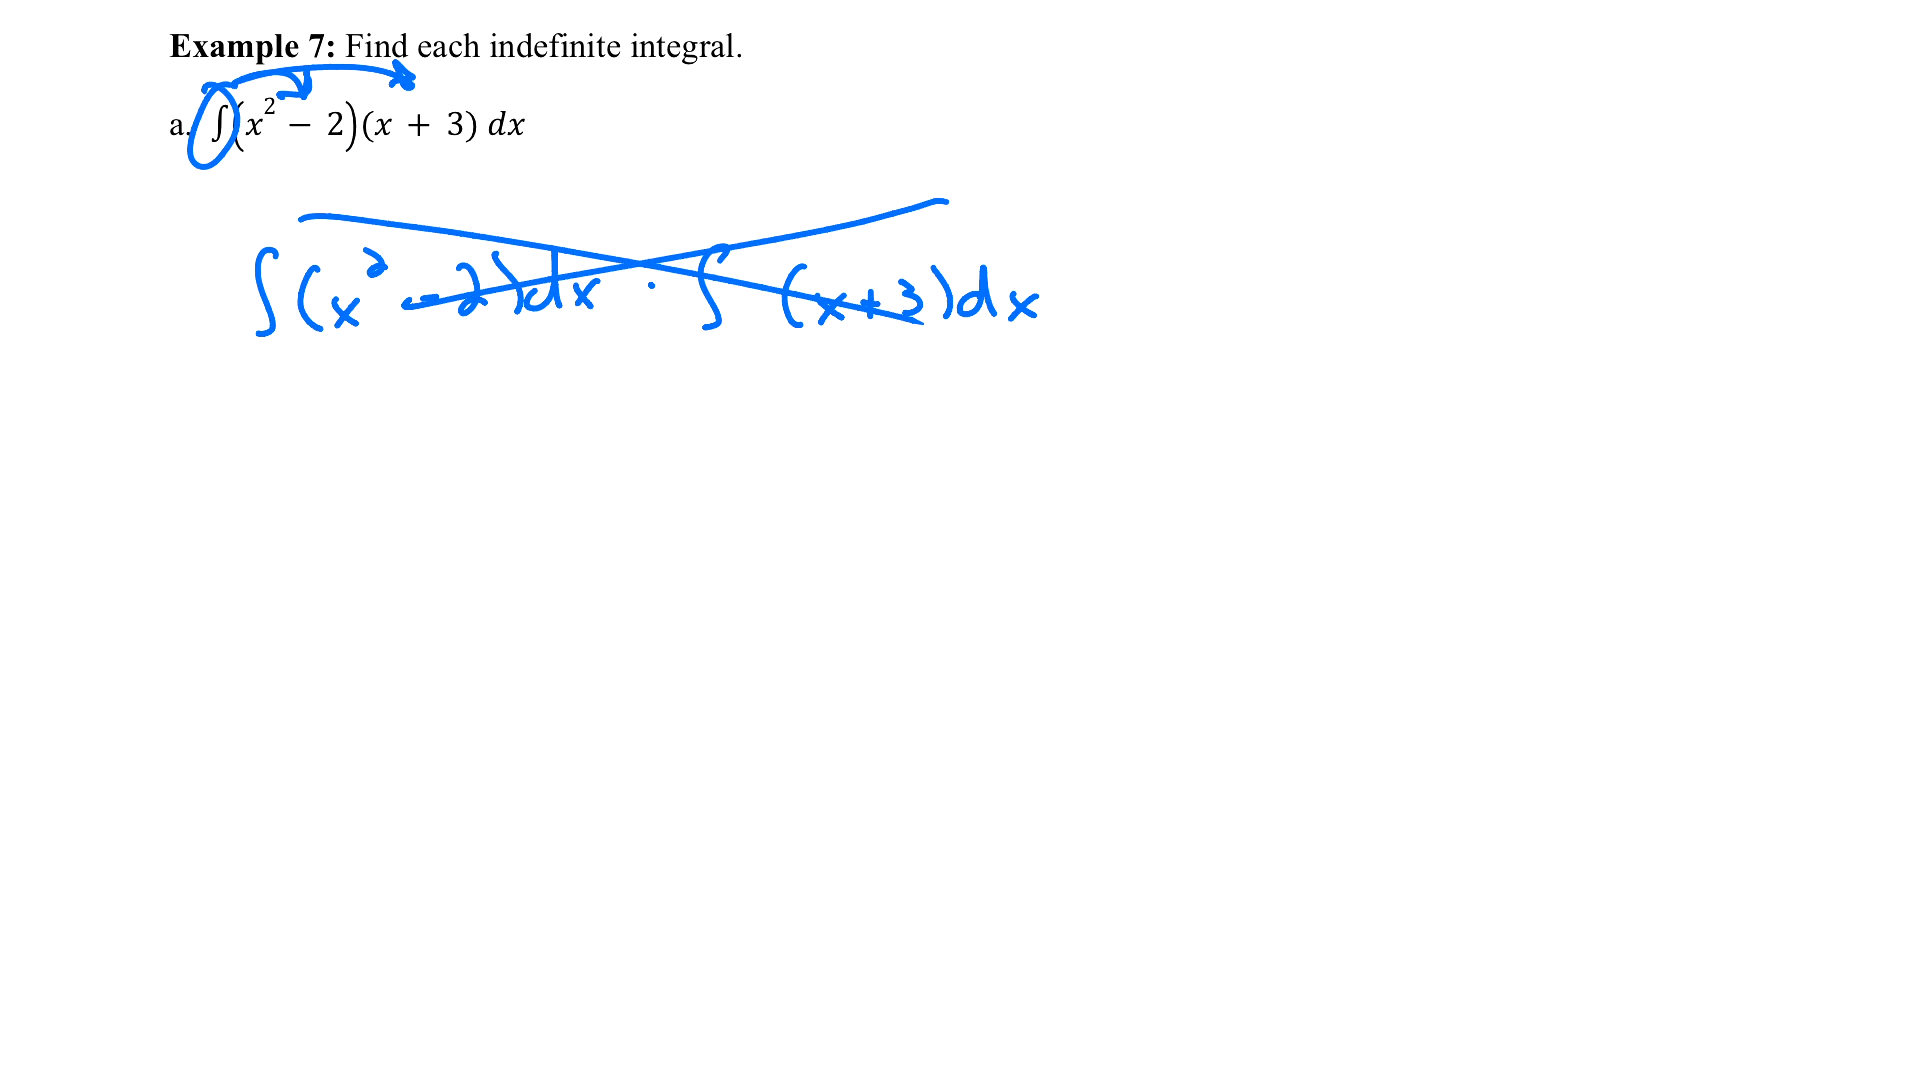 Example 7: Find each indefinite integral.
a. ∫(x² − 2)(x + 3) dx
∫(x² - 2)dx · ∫(x+3)dx